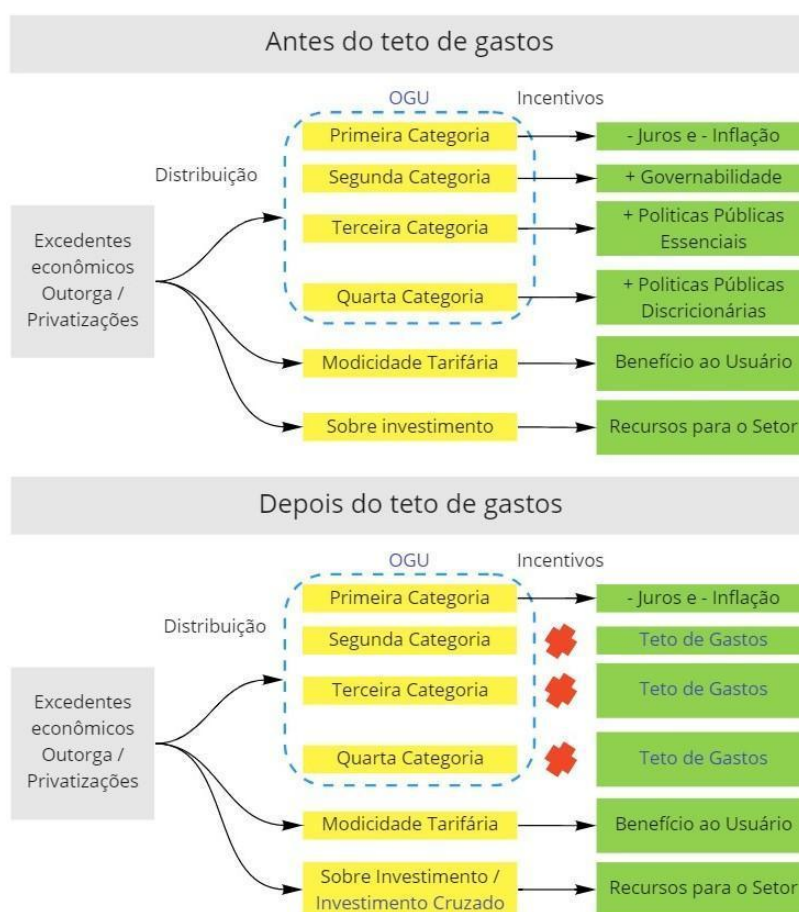 Antes do teto de gastos
OGU
Incentivos
Primeira Categoria
- Juros e - Inflação
Distribuição
Segunda Categoria
+ Governabilidade
Terceira Categoria
+ Politicas Públicas
Essenciais
Excedentes
econômicos
Outorga /
Privatizações
Quarta Categoria
+ Politicas Públicas
Discricionárias
Modicidade Tarifária
Benefício ao Usuário
Sobre investimento
Recursos para o Setor
Depois do teto de gastos
OGU
Incentivos
Primeira Categoria
- Juros e - Inflação
Distribuição
Segunda Categoria
Teto de Gastos
Terceira Categoria
Teto de Gastos
Excedentes
econômicos
Outorga /
Privatizações
Quarta Categoria
Teto de Gastos
Modicidade Tarifária
Benefício ao Usuário
Sobre Investimento /
Investimento Cruzado
Recursos para o Setor